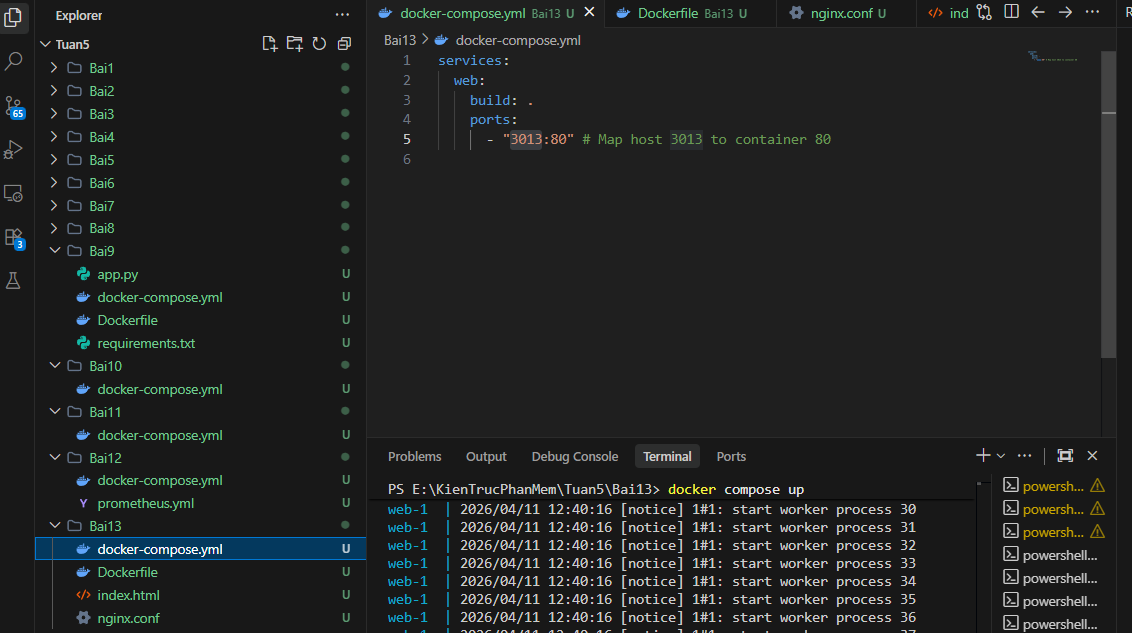 Explorer
Tuan5
Bai1
Bai2
Bai3
Bai4
Bai5
Bai6
Bai7
Bai8
Bai9
app.py U
docker-compose.yml U
Dockerfile U
requirements.txt U
Bai10
docker-compose.yml U
Bai11
docker-compose.yml U
Bai12
docker-compose.yml U
prometheus.yml U
Bai13
docker-compose.yml U
Dockerfile U
index.html U
nginx.conf U
65
3
docker-compose.yml Bai13 U
Dockerfile Bai13 U
nginx.conf U
ind
Bai13 > docker-compose.yml
1 services:
2 web:
3 build: .
4 ports:
5 - "3013:80" # Map host 3013 to container 80
6
Problems Output Debug Console Terminal Ports
PS E:\KienTrucPhanMem\Tuan5\Bai13> docker compose up
web-1 | 2026/04/11 12:40:16 [notice] 1#1: start worker process 30
web-1 | 2026/04/11 12:40:16 [notice] 1#1: start worker process 31
web-1 | 2026/04/11 12:40:16 [notice] 1#1: start worker process 32
web-1 | 2026/04/11 12:40:16 [notice] 1#1: start worker process 33
web-1 | 2026/04/11 12:40:16 [notice] 1#1: start worker process 34
web-1 | 2026/04/11 12:40:16 [notice] 1#1: start worker process 35
web-1 | 2026/04/11 12:40:16 [notice] 1#1: start worker process 36
powersh...
powersh...
powersh...
powershell...
powershell...
powershell...
powershell...